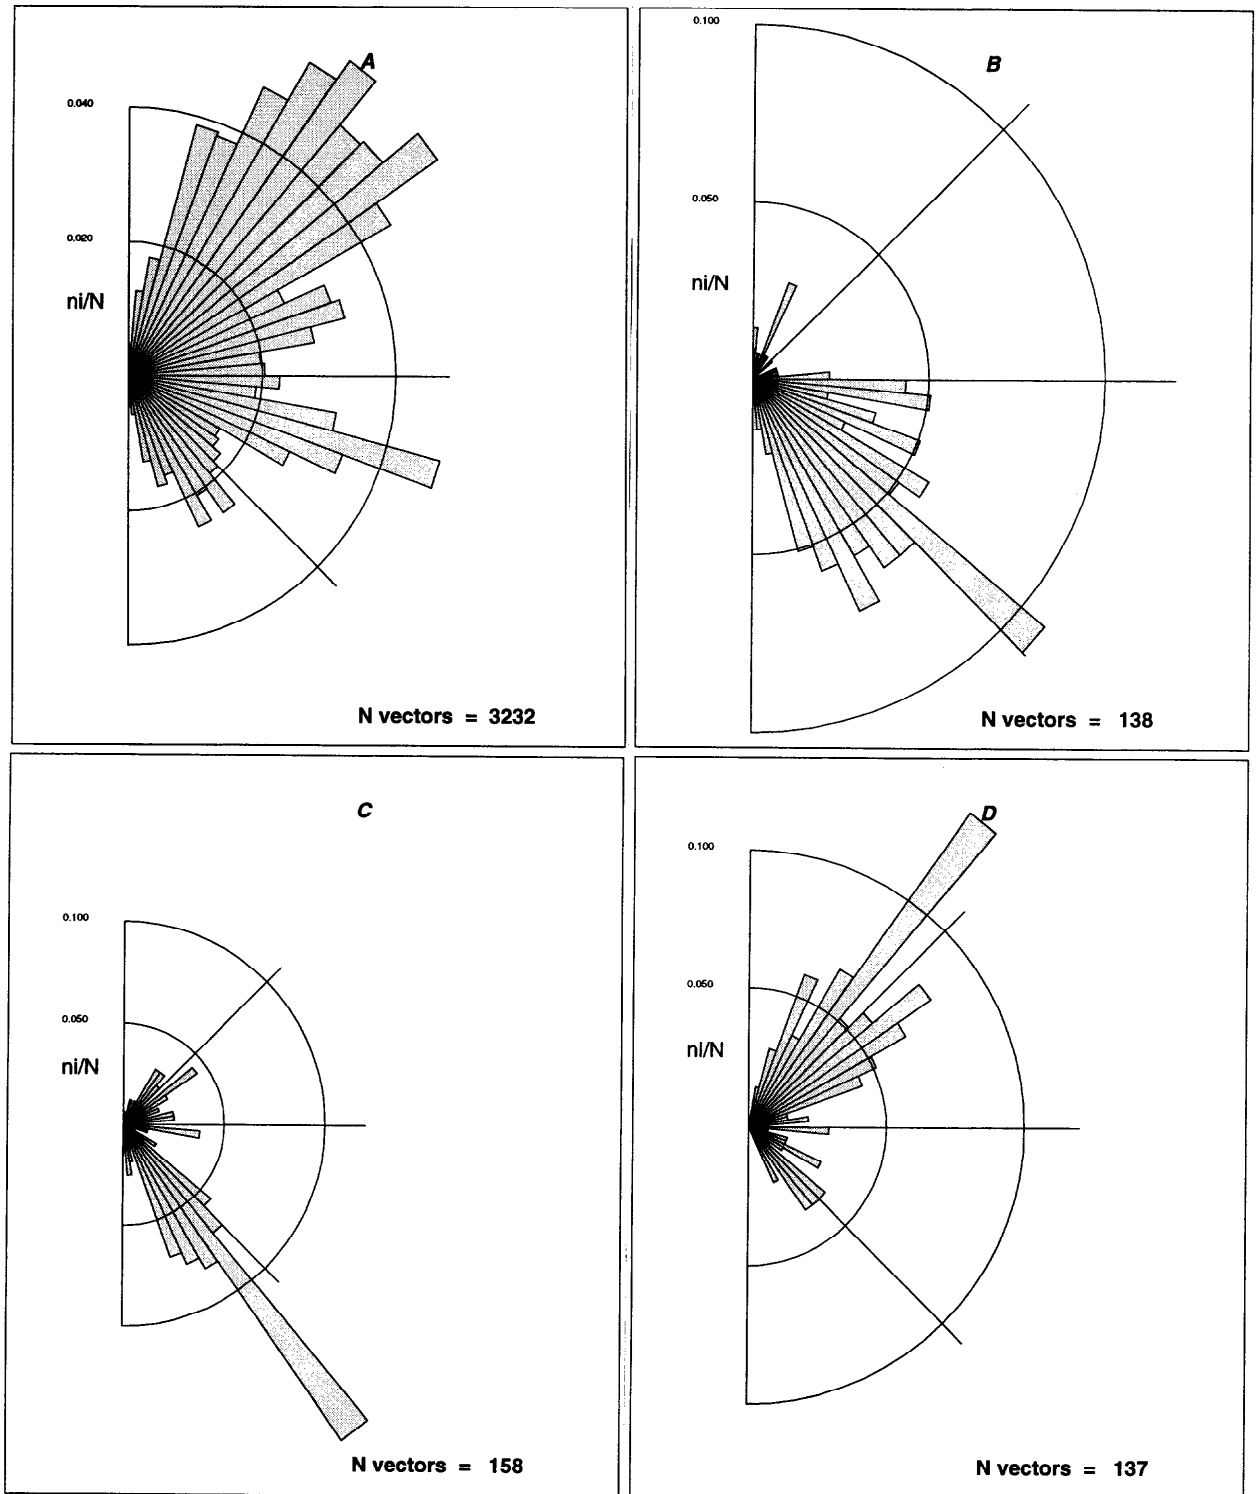 A
0.040
0.020
ni/N
N vectors = 3232
B
0.100
0.050
ni/N
N vectors = 138
C
0.100
0.050
ni/N
N vectors = 158
D
0.100
0.050
ni/N
N vectors = 137